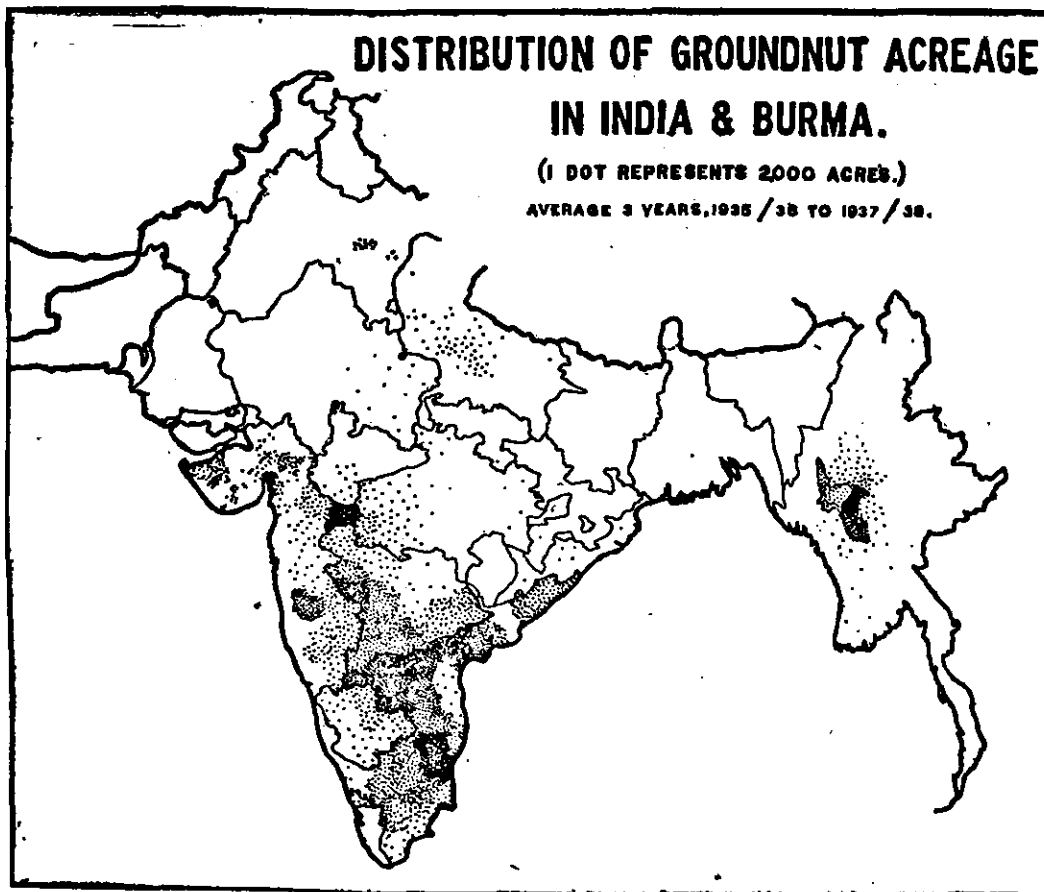 DISTRIBUTION OF GROUNDNUT ACREAGE
IN INDIA & BURMA.
(1 DOT REPRESENTS 2,000 ACRES.)
AVERAGE 3 YEARS, 1935/36 TO 1937/38.